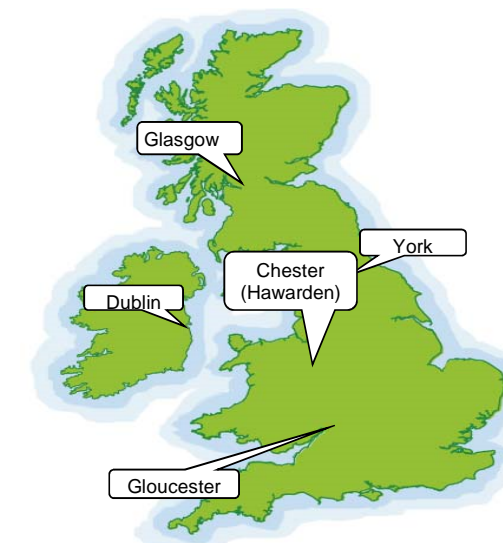 Glasgow
York
Chester
(Hawarden)
Dublin
Gloucester